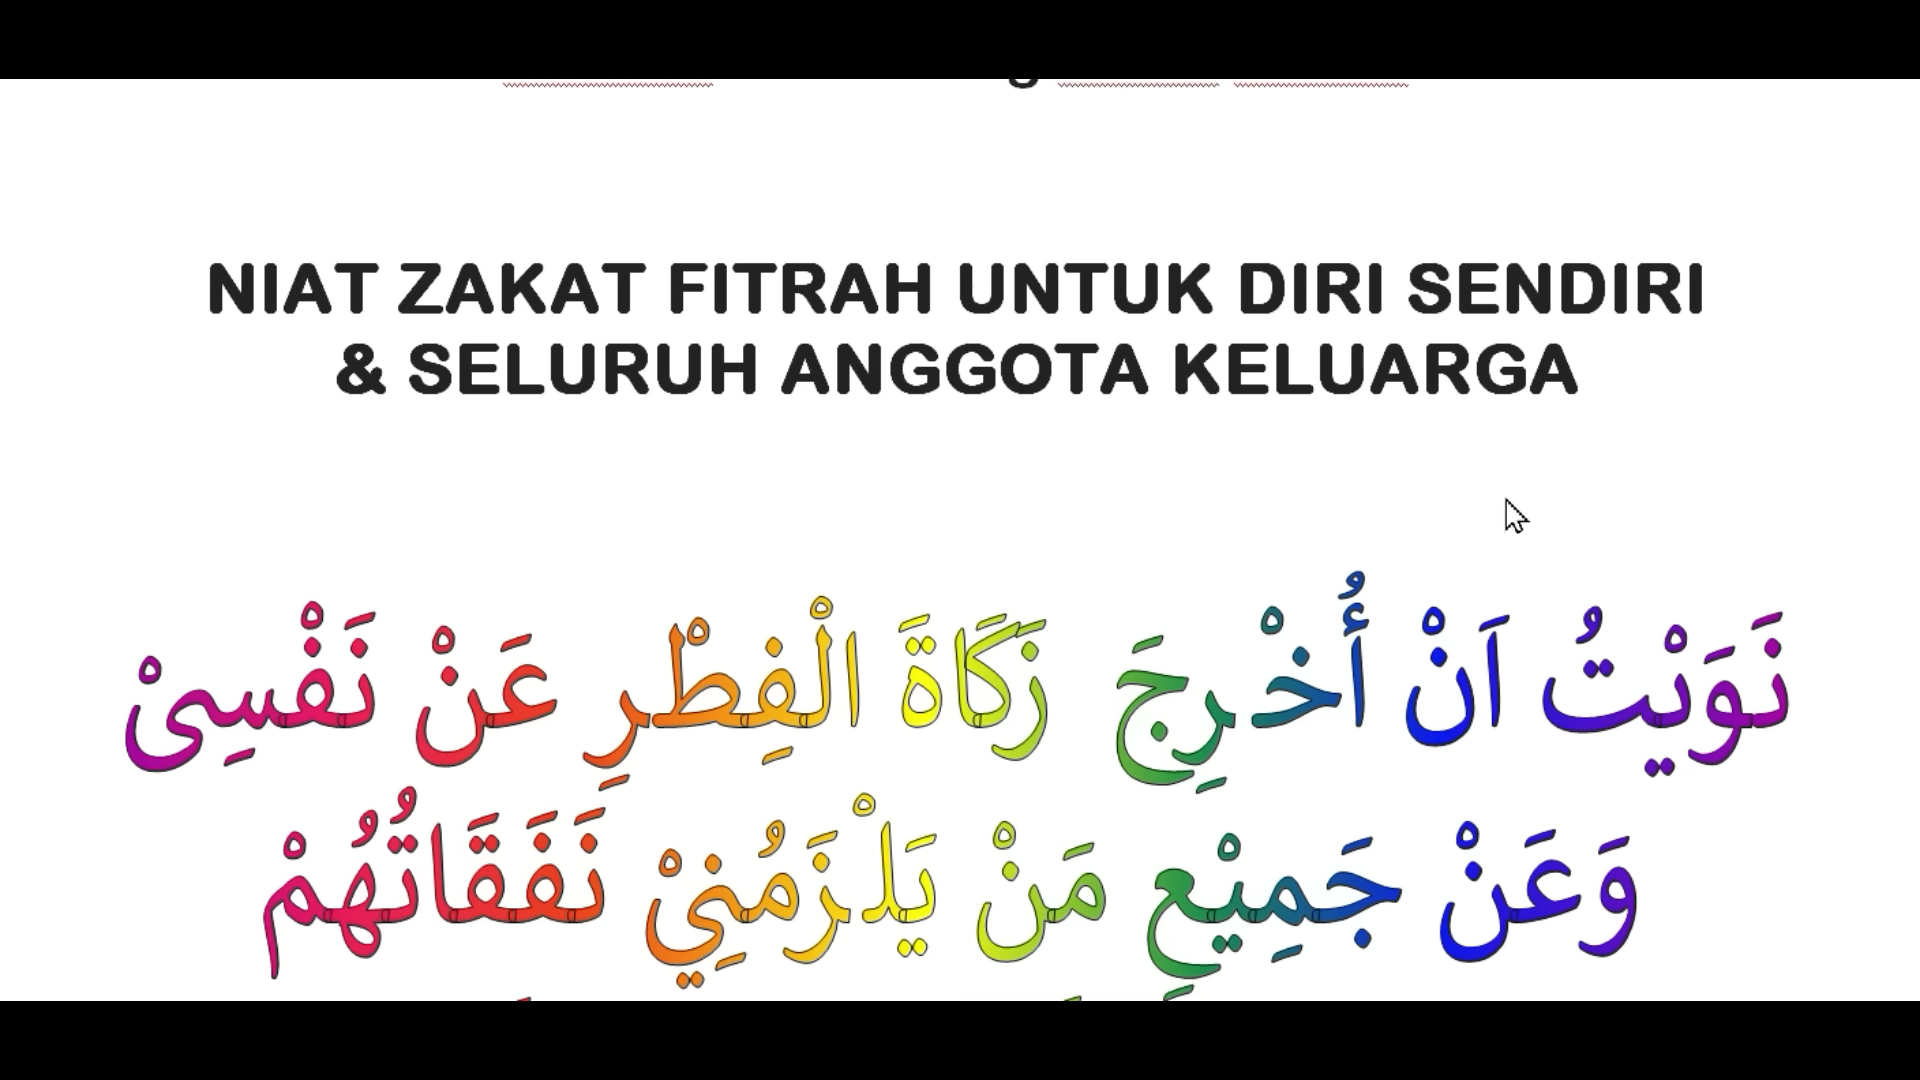 NIAT ZAKAT FITRAH UNTUK DIRI SENDIRI
& SELURUH ANGGOTA KELUARGA
نَوَيْتُ اَنْ أُخْرِجَ زَكَاةَ الْفِطْرِ عَنْ نَفْسِىْ
وَعَنْ جَمِيْعِ مَنْ يَلْزَمُنِيْ نَفَقَاتُهُمْ